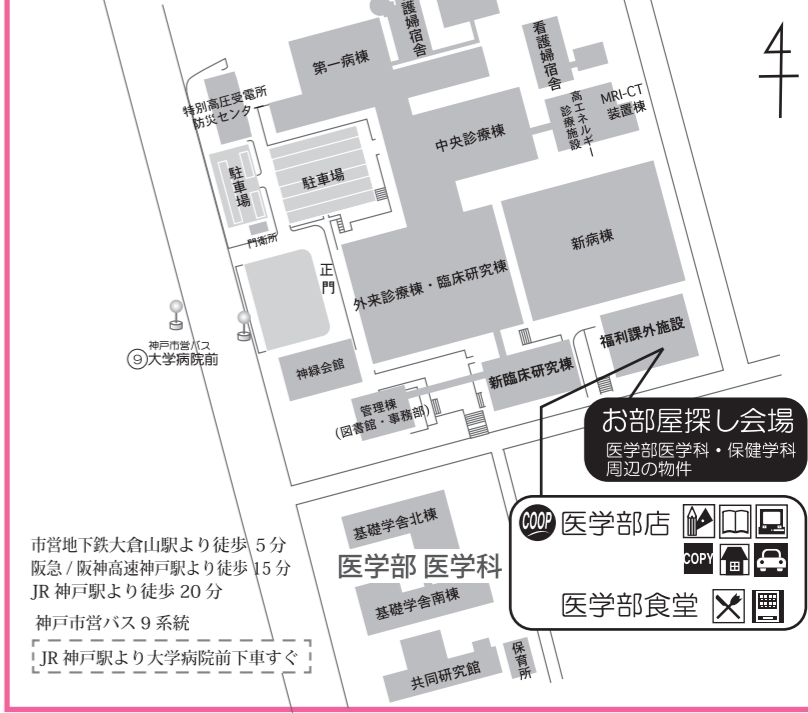 護婦宿舎
看護婦宿舎
第一病棟
特別高圧受電所
防災センター
高エネルギー
診療施設
MRI-CT
装置棟
中央診療棟
駐車場
駐車場
門衛所
正門
新病棟
外来診療棟・臨床研究棟
福利課外施設
神戸市営バス
⑨大学病院前
神緑会館
新臨床研究棟
管理棟
(図書館・事務部)
お部屋探し会場
医学部医学科・保健学科
周辺の物件
COOP 医学部店
COPY
医学部食堂
基礎学舎北棟
医学部 医学科
基礎学舎南棟
共同研究館
保育所
市営地下鉄大倉山駅より徒歩 5 分
阪急 / 阪神高速神戸駅より徒歩 15 分
JR 神戸駅より徒歩 20 分
神戸市営バス 9 系統
JR 神戸駅より大学病院前下車すぐ